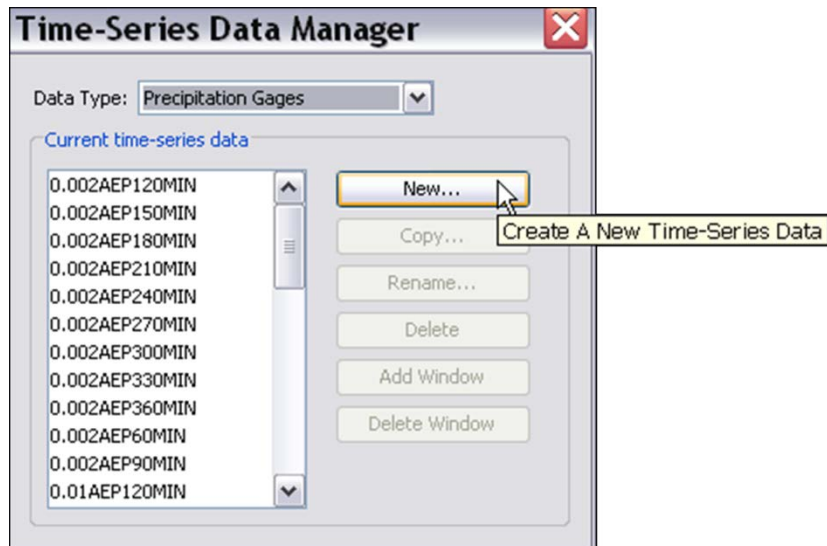 Time-Series Data Manager
Data Type: Precipitation Gages
Current time-series data
0.002AEP120MIN
0.002AEP150MIN
0.002AEP180MIN
0.002AEP210MIN
0.002AEP240MIN
0.002AEP270MIN
0.002AEP300MIN
0.002AEP330MIN
0.002AEP360MIN
0.002AEP60MIN
0.002AEP90MIN
0.01AEP120MIN
New...
Create A New Time-Series Data
Copy...
Rename...
Delete
Add Window
Delete Window